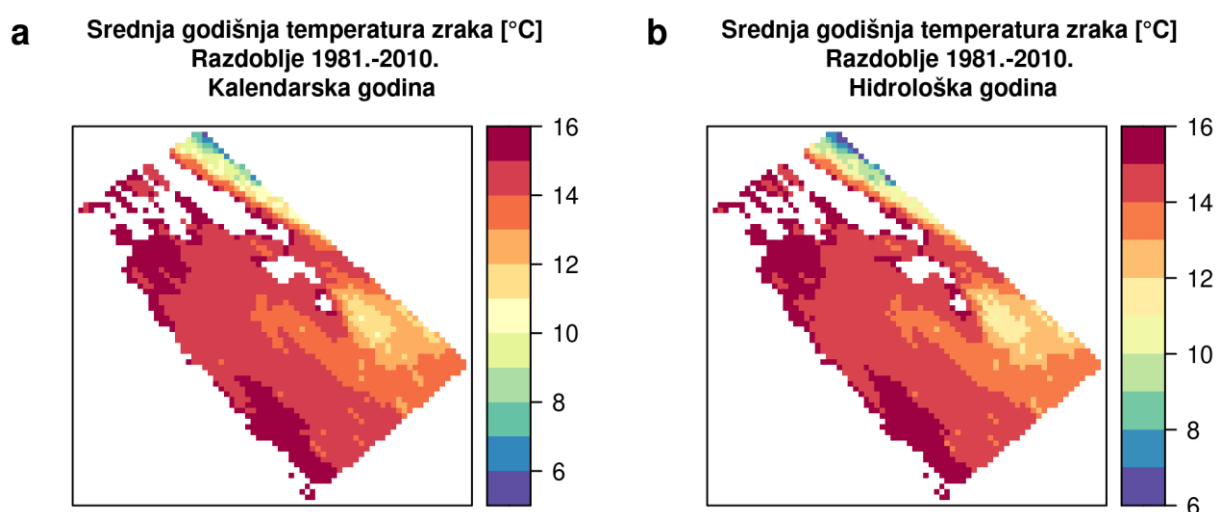 a
Srednja godišnja temperatura zraka [°C]
Razdoblje 1981.-2010.
Kalendarska godina
16
14
12
10
8
6
b
Srednja godišnja temperatura zraka [°C]
Razdoblje 1981.-2010.
Hidrološka godina
16
14
12
10
8
6